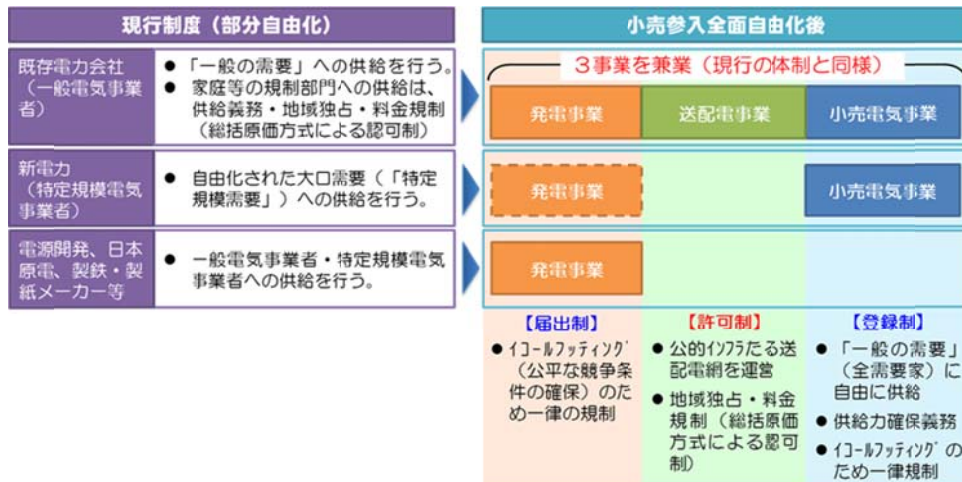 現行制度（部分自由化）
小売参入全面自由化後
既存電力会社
（一般電気事業
者）
● 「一般の需要」への供給を行う。
● 家庭等の規制部門への供給は、
供給義務・地域独占・料金規制
（総括原価方式による認可制）
３事業を兼業（現行の体制と同様）
発電事業
送配電事業
小売電気事業
新電力
（特定規模電気
事業者）
● 自由化された大口需要（「特定
規模需要」）への供給を行う。
発電事業
小売電気事業
電源開発、日本
原電、製鉄・製
紙メーカー等
● 一般電気事業者・特定規模電気
事業者への供給を行う。
発電事業
【届出制】
● ｲｺｰﾙﾌｯﾃｨﾝｸﾞ
（公平な競争条
件の確保）のた
め一律の規制
【許可制】
● 公的ｲﾝﾌﾗたる送
配電網を運営
● 地域独占・料金
規制（総括原価
方式による認可
制）
【登録制】
● 「一般の需要」
（全需要家）に
自由に供給
● 供給力確保義務
● ｲｺｰﾙﾌｯﾃｨﾝｸﾞの
ため一律規制